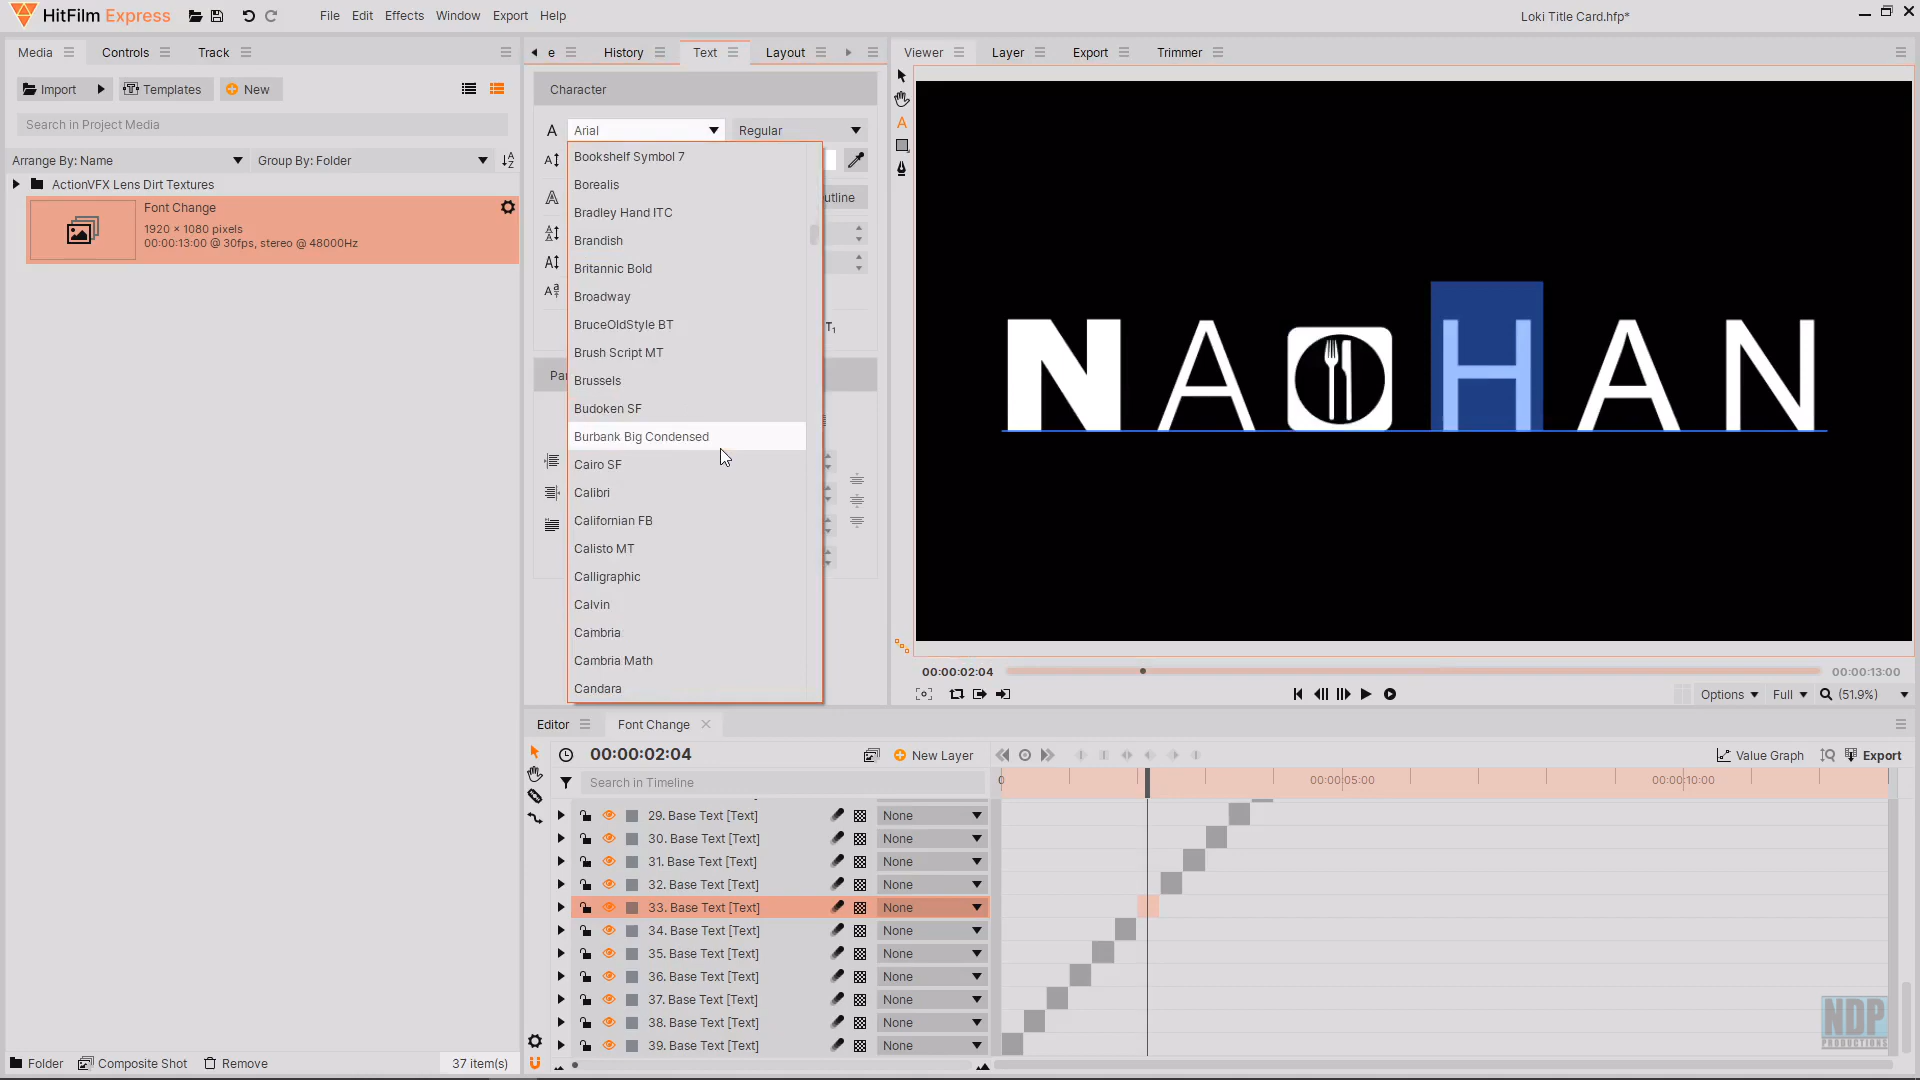 HitFilm Express
File Edit Effects Window Export Help
Loki Title Card.hfp*
Media Controls Track
e History Text Layout
Viewer Layer Export Trimmer
Import Templates New
Search in Project Media
Arrange By: Name Group By: Folder
ActionVFX Lens Dirt Textures
Font Change
1920 × 1080 pixels
00:00:13:00 @ 30fps, stereo @ 48000Hz
Character
Arial Regular
utline
Bookshelf Symbol 7
Borealis
Bradley Hand ITC
Brandish
Britannic Bold
Broadway
BruceOldStyle BT
Brush Script MT
Brussels
Budoken SF
Burbank Big Condensed
Cairo SF
Calibri
Californian FB
Calisto MT
Calligraphic
Calvin
Cambria
Cambria Math
Candara
Pa
NA HAN
00:00:02:04 00:00:13:00
Options Full (51.9%)
Editor Font Change
00:00:02:04 New Layer Value Graph Export
Search in Timeline
0 00:00:05:00 00:00:10:00
29. Base Text [Text] None
30. Base Text [Text] None
31. Base Text [Text] None
32. Base Text [Text] None
33. Base Text [Text] None
34. Base Text [Text] None
35. Base Text [Text] None
36. Base Text [Text] None
37. Base Text [Text] None
38. Base Text [Text] None
39. Base Text [Text] None
NDP
PRODUCTIONS
Folder Composite Shot Remove 37 item(s)